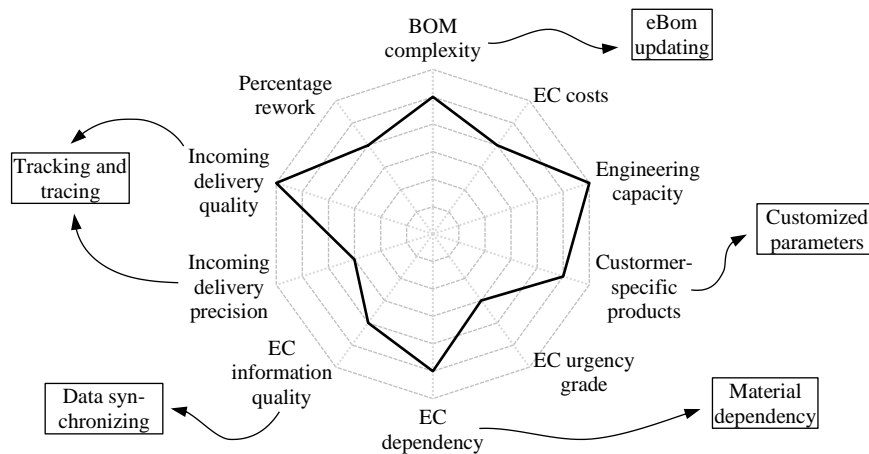 BOM
complexity
eBom
updating
EC costs
Percentage
rework
Engineering
capacity
Incoming
delivery
quality
Tracking and
tracing
Customized
parameters
Custormer-
specific
products
Incoming
delivery
precision
EC urgency
grade
EC
information
quality
Data syn-
chronizing
EC
dependency
Material
dependency